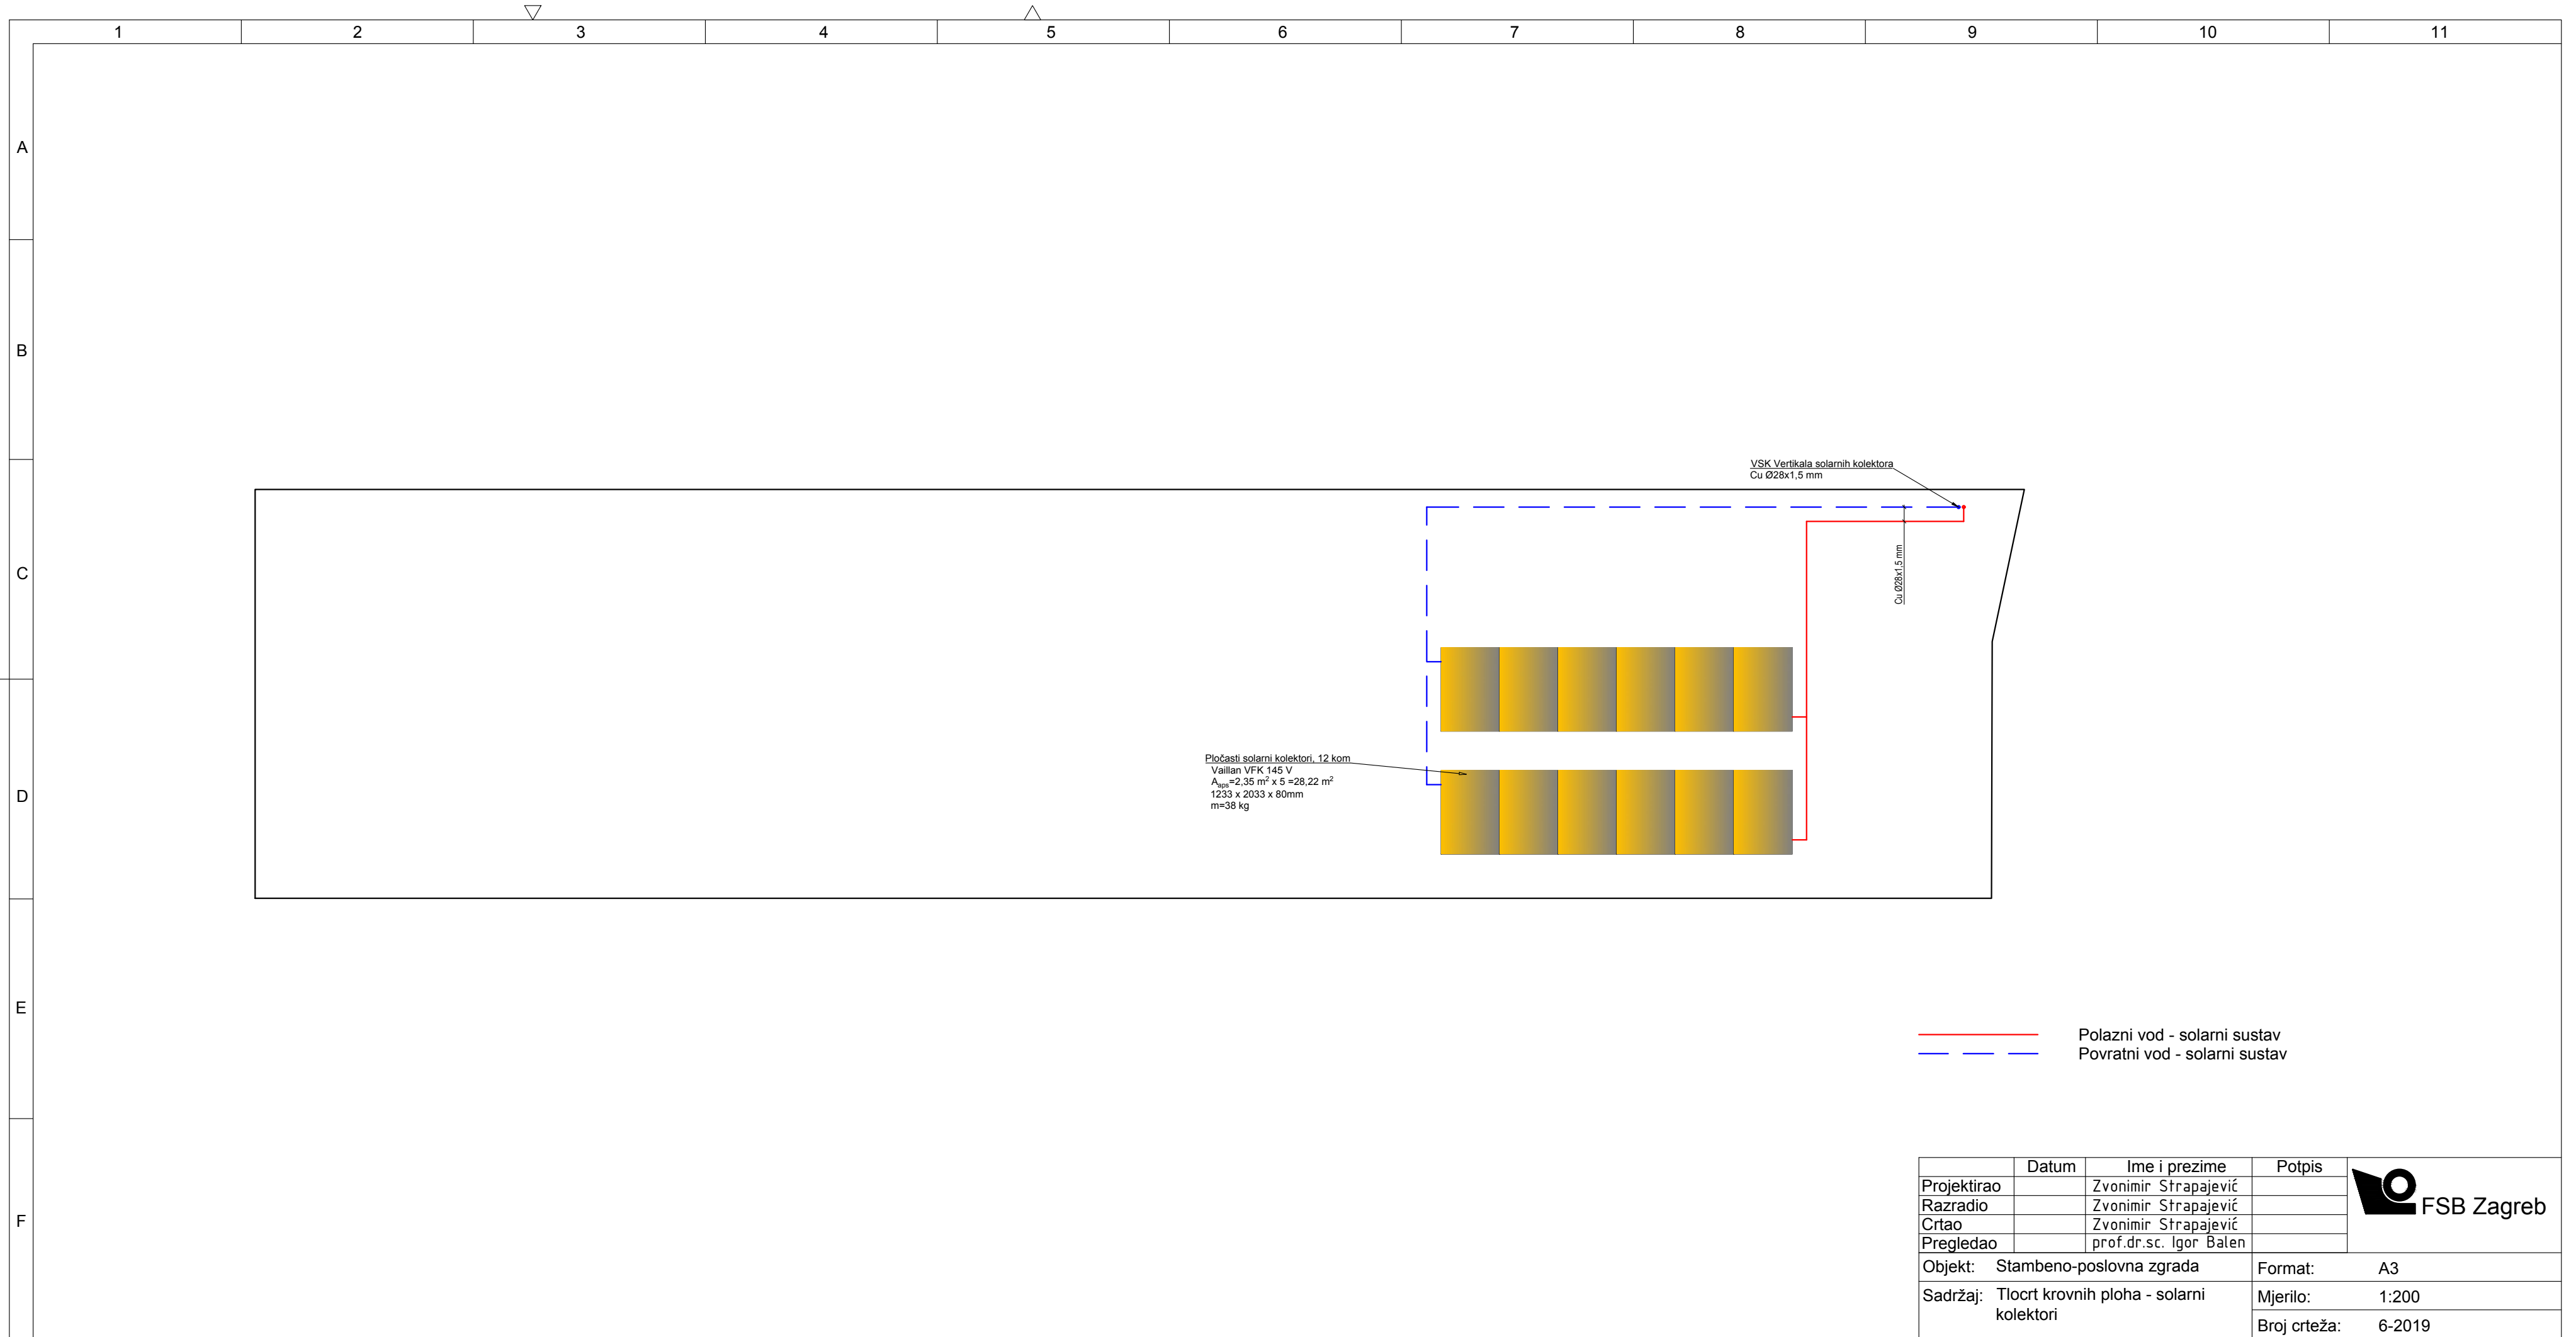 1 2 3 4 5 6 7 8 9 10 11
A
B
C
D
E
F
VSK Vertikala solarnih kolektora
Cu Ø28x1,5 mm
Cu Ø28x1,5 mm
Pločasti solarni kolektori, 12 kom
Vaillan VFK 145 V
Aaps=2,35 m² x 5 =28,22 m²
1233 x 2033 x 80mm
m=38 kg
Polazni vod - solarni sustav
Povratni vod - solarni sustav
Datum Ime i prezime Potpis
Projektirao Zvonimir Strapajević
Razradio Zvonimir Strapajević
Crtao Zvonimir Strapajević
Pregledao prof.dr.sc. Igor Balen
FSB Zagreb
Objekt: Stambeno-poslovna zgrada
Format: A3
Sadržaj: Tlocrt krovnih ploha - solarni
kolektori
Mjerilo: 1:200
Broj crteža: 6-2019